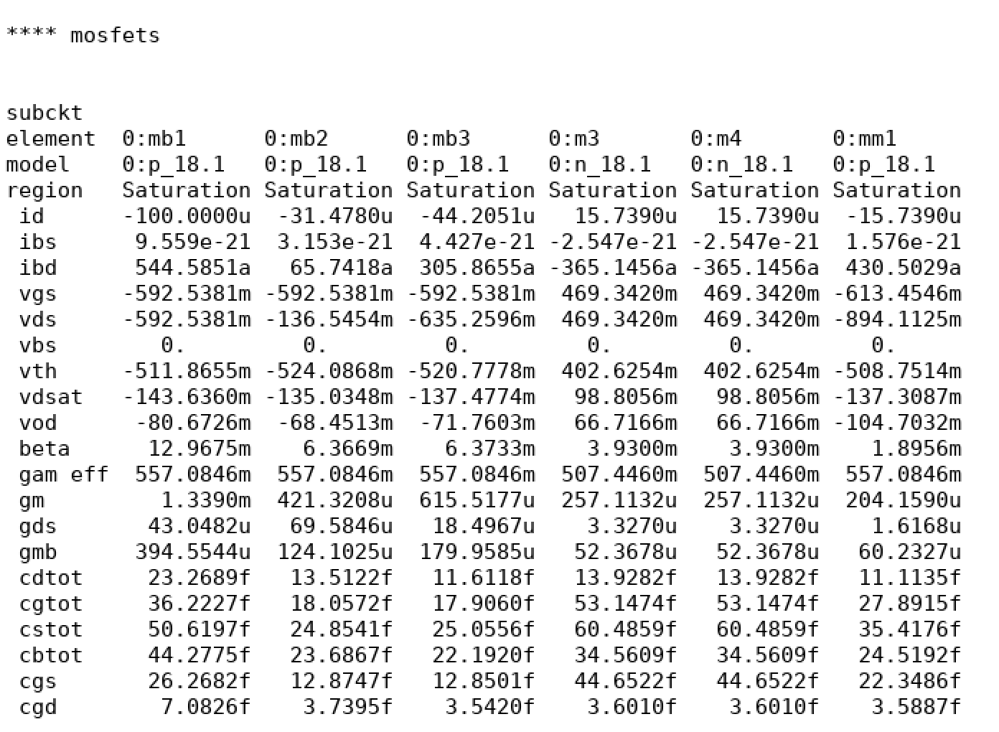 **** mosfets
subckt
element  0:mb1      0:mb2      0:mb3      0:m3       0:m4       0:mm1
model    0:p_18.1   0:p_18.1   0:p_18.1   0:n_18.1   0:n_18.1   0:p_18.1
region   Saturation Saturation Saturation Saturation Saturation Saturation
 id      -100.0000u  -31.4780u  -44.2051u   15.7390u   15.7390u  -15.7390u
 ibs      9.559e-21  3.153e-21  4.427e-21 -2.547e-21 -2.547e-21  1.576e-21
 ibd      544.5851a   65.7418a  305.8655a -365.1456a -365.1456a  430.5029a
 vgs     -592.5381m -592.5381m -592.5381m  469.3420m  469.3420m -613.4546m
 vds     -592.5381m -136.5454m -635.2596m  469.3420m  469.3420m -894.1125m
 vbs        0.         0.         0.         0.         0.         0.
 vth     -511.8655m -524.0868m -520.7778m  402.6254m  402.6254m -508.7514m
 vdsat   -143.6360m -135.0348m -137.4774m   98.8056m   98.8056m -137.3087m
 vod      -80.6726m  -68.4513m  -71.7603m   66.7166m   66.7166m -104.7032m
 beta      12.9675m    6.3669m    6.3733m    3.9300m    3.9300m    1.8956m
 gam eff  557.0846m  557.0846m  557.0846m  507.4460m  507.4460m  557.0846m
 gm         1.3390m  421.3208u  615.5177u  257.1132u  257.1132u  204.1590u
 gds       43.0482u   69.5846u   18.4967u    3.3270u    3.3270u    1.6168u
 gmb      394.5544u  124.1025u  179.9585u   52.3678u   52.3678u   60.2327u
 cdtot     23.2689f   13.5122f   11.6118f   13.9282f   13.9282f   11.1135f
 cgtot     36.2227f   18.0572f   17.9060f   53.1474f   53.1474f   27.8915f
 cstot     50.6197f   24.8541f   25.0556f   60.4859f   60.4859f   35.4176f
 cbtot     44.2775f   23.6867f   22.1920f   34.5609f   34.5609f   24.5192f
 cgs       26.2682f   12.8747f   12.8501f   44.6522f   44.6522f   22.3486f
 cgd        7.0826f    3.7395f    3.5420f    3.6010f    3.6010f    3.5887f